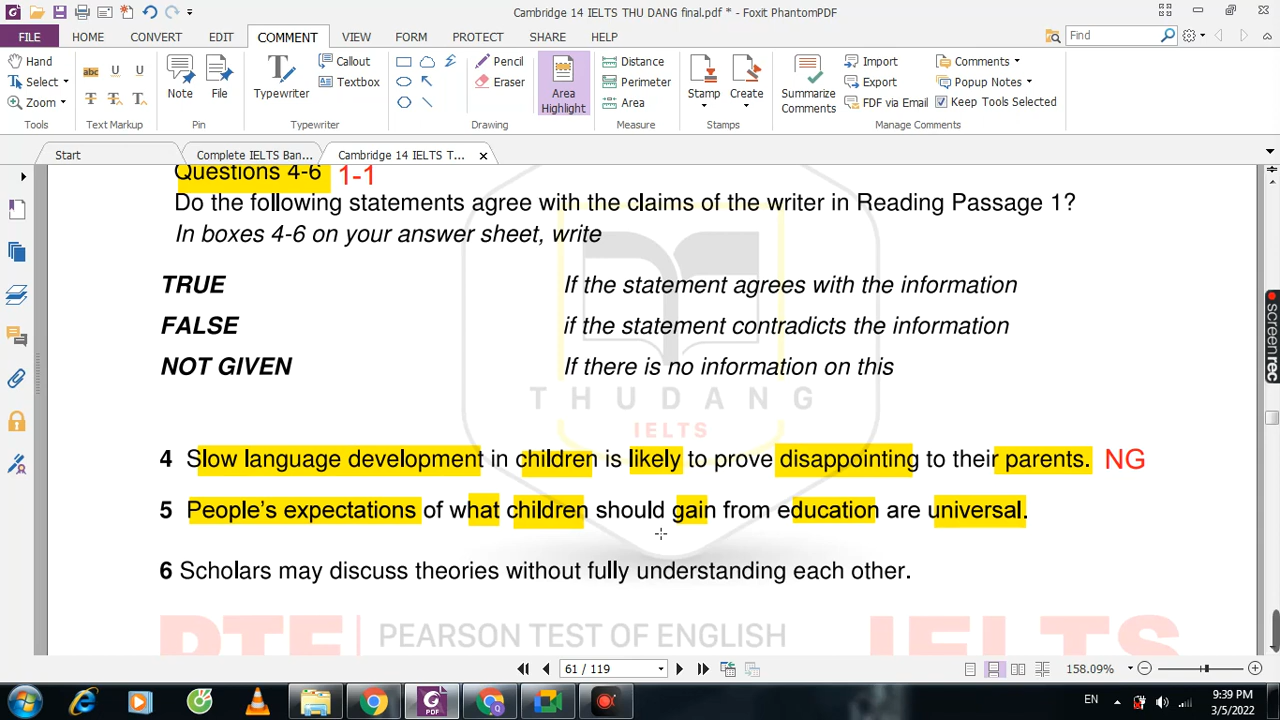 Cambridge 14 IELTS THU DANG final.pdf * - Foxit PhantomPDF
FILE HOME CONVERT EDIT COMMENT VIEW FORM PROTECT SHARE HELP Find
Hand Callout Pencil Distance Import Comments
Select Textbox Eraser Perimeter Export Popup Notes
Zoom Note File Typewriter Area Highlight Area Stamp Create Summarize Comments FDF via Email Keep Tools Selected
Tools Text Markup Pin Typewriter Drawing Measure Stamps Manage Comments
Start Complete IELTS Ban... Cambridge 14 IELTS T...
Questions 4-6 1-1
Do the following statements agree with the claims of the writer in Reading Passage 1?
In boxes 4-6 on your answer sheet, write
TRUE If the statement agrees with the information
FALSE if the statement contradicts the information
NOT GIVEN If there is no information on this
THUDANG
IELTS
4 Slow language development in children is likely to prove disappointing to their parents. NG
5 People's expectations of what children should gain from education are universal.
6 Scholars may discuss theories without fully understanding each other.
PTE PEARSON TEST OF ENGLISH IELTS
screenrec
61 / 119 158.09%
EN 9:39 PM
3/5/2022